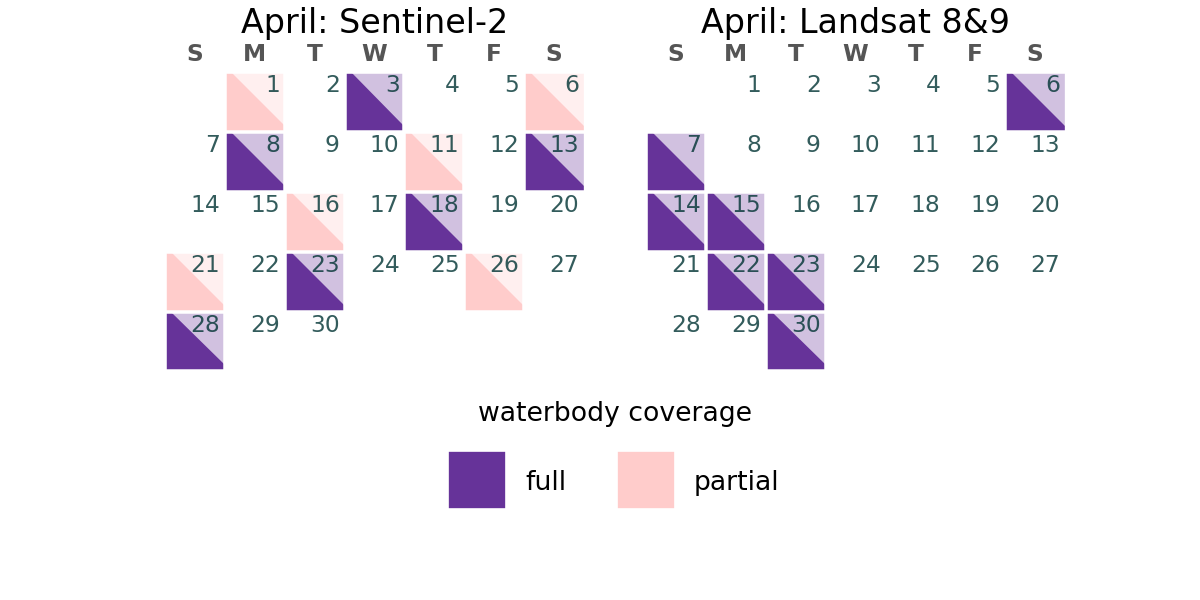 April: Sentinel-2
S M T W T F S
1 2 3 4 5 6
7 8 9 10 11 12 13
14 15 16 17 18 19 20
21 22 23 24 25 26 27
28 29 30
April: Landsat 8&9
S M T W T F S
1 2 3 4 5 6
7 8 9 10 11 12 13
14 15 16 17 18 19 20
21 22 23 24 25 26 27
28 29 30
waterbody coverage
full partial